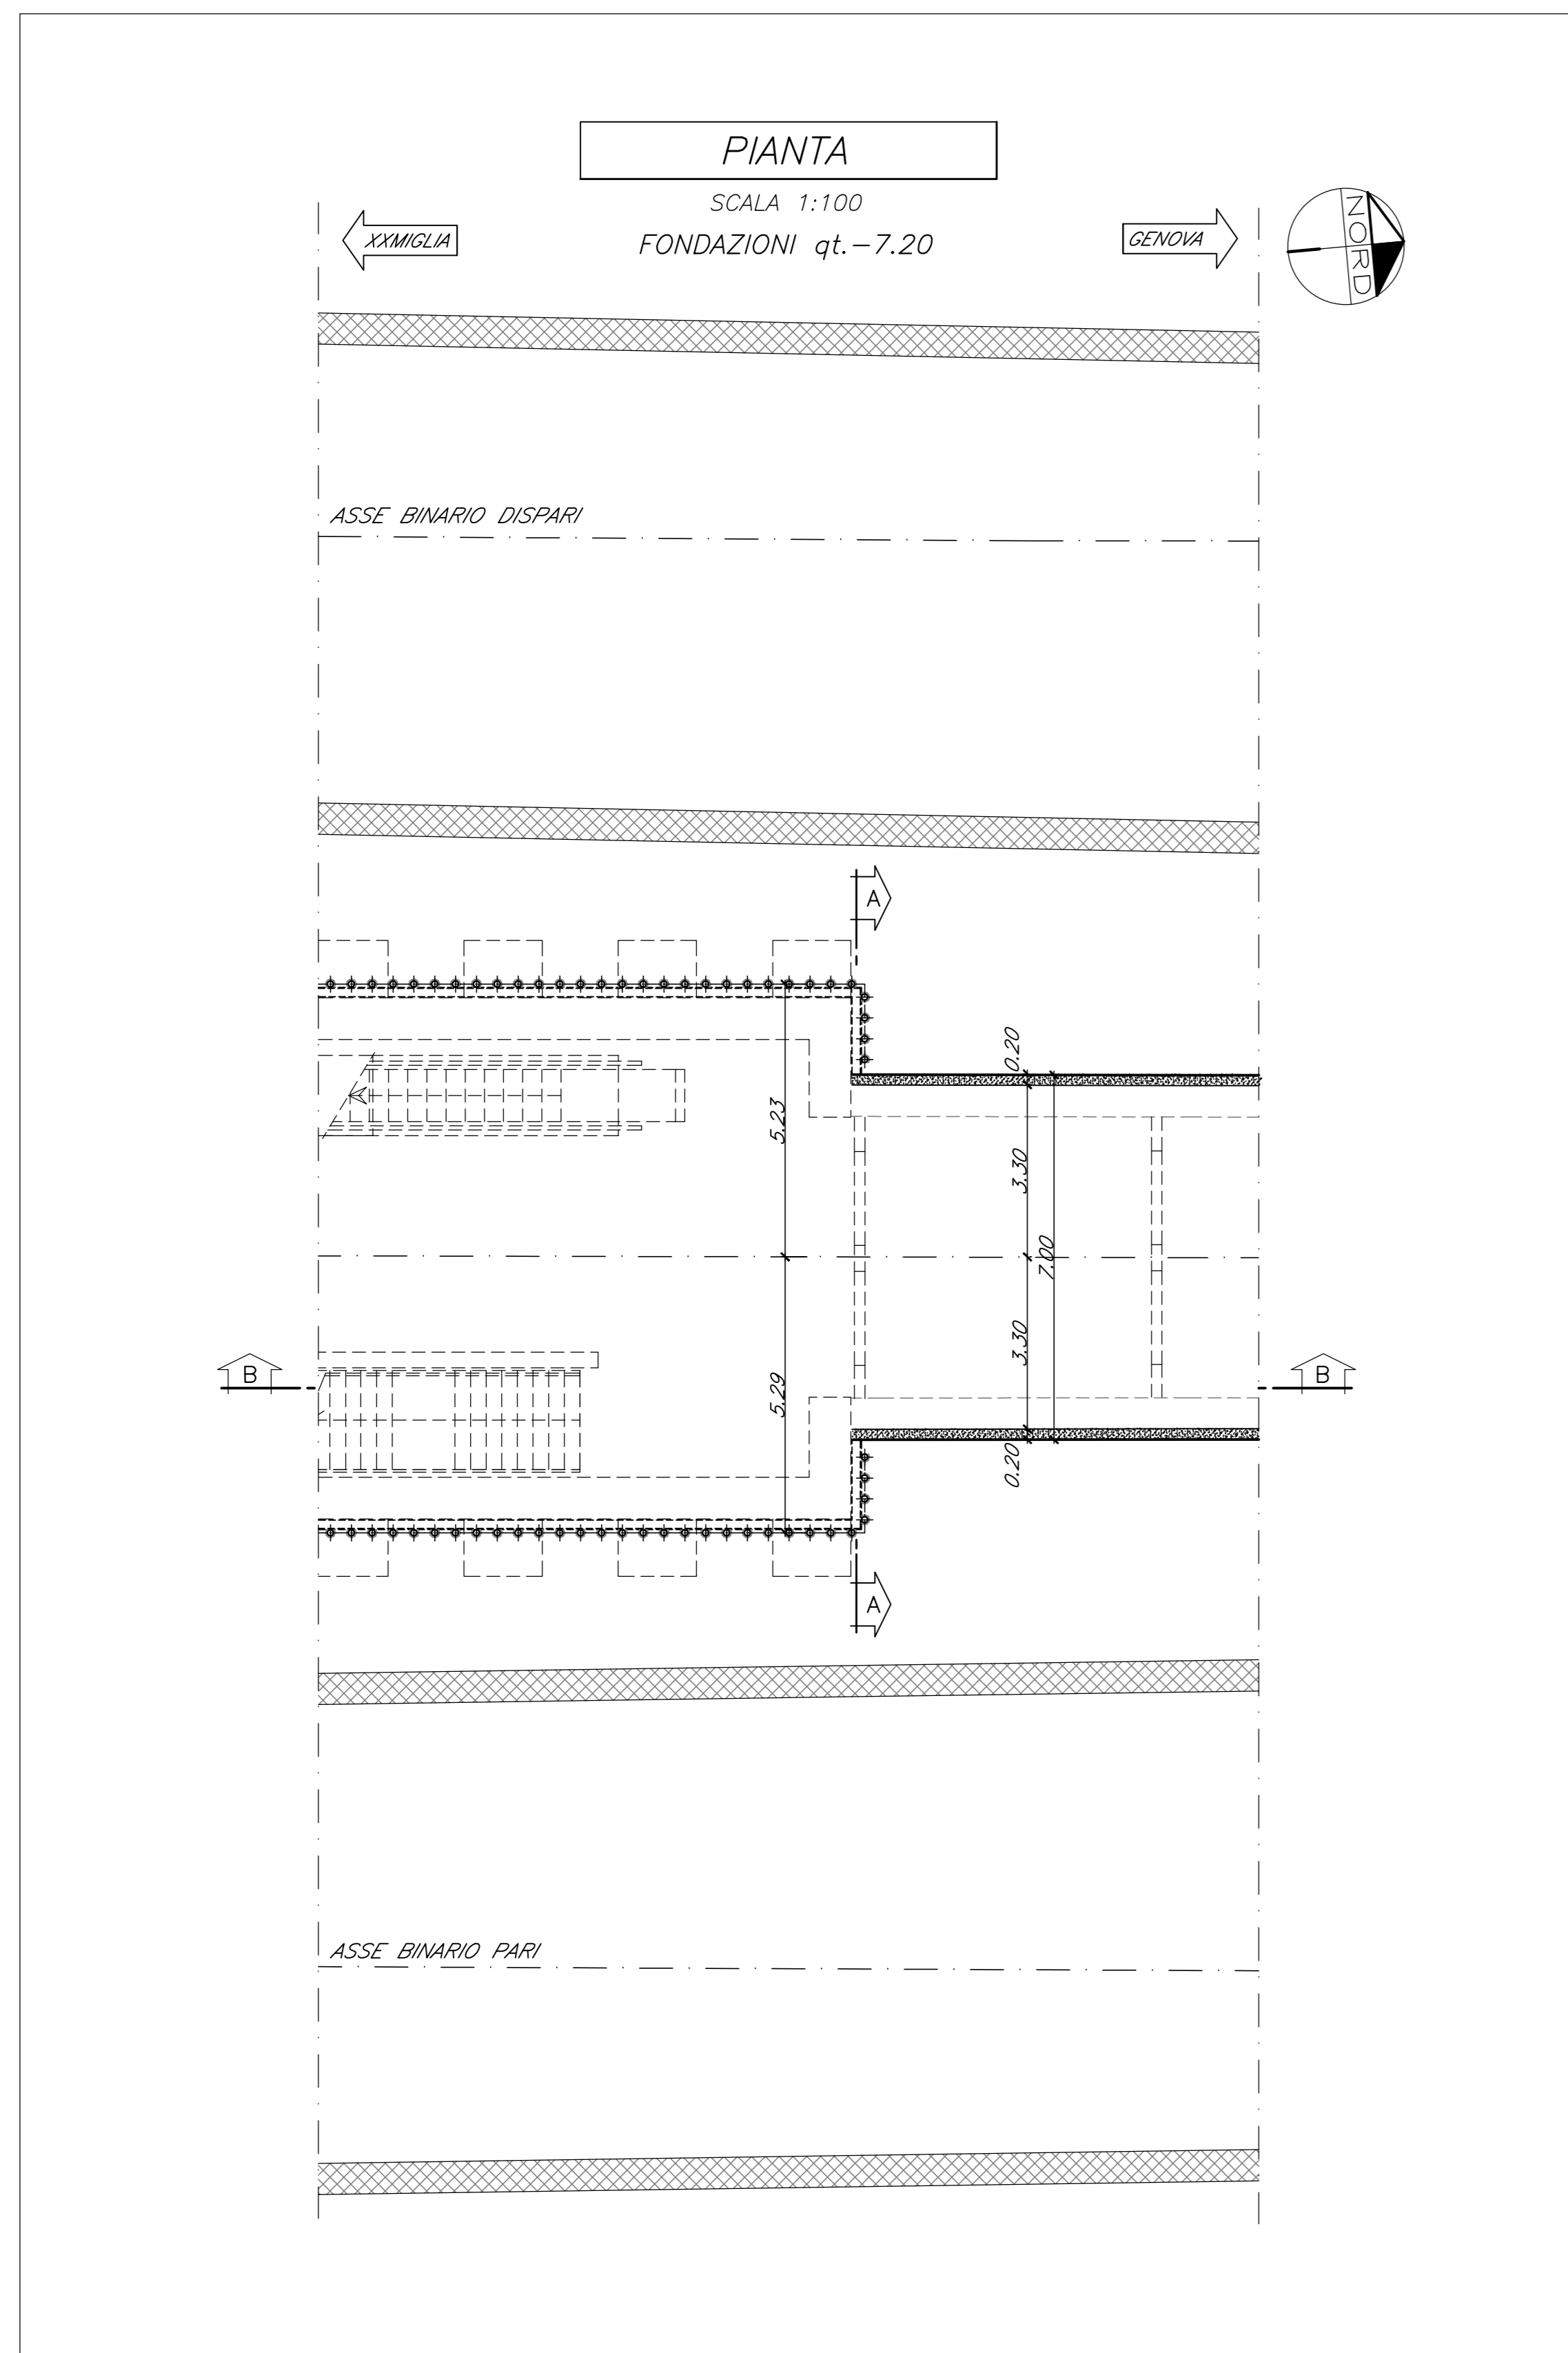 PIANTA
SCALA 1:100
FONDAZIONI qt.-7.20
XXMIGLIA
GENOVA
NORD
ASSE BINARIO DISPARI
A
0.20
5.23
3.30
7.00
3.30
5.29
B
B
0.20
A
ASSE BINARIO PARI